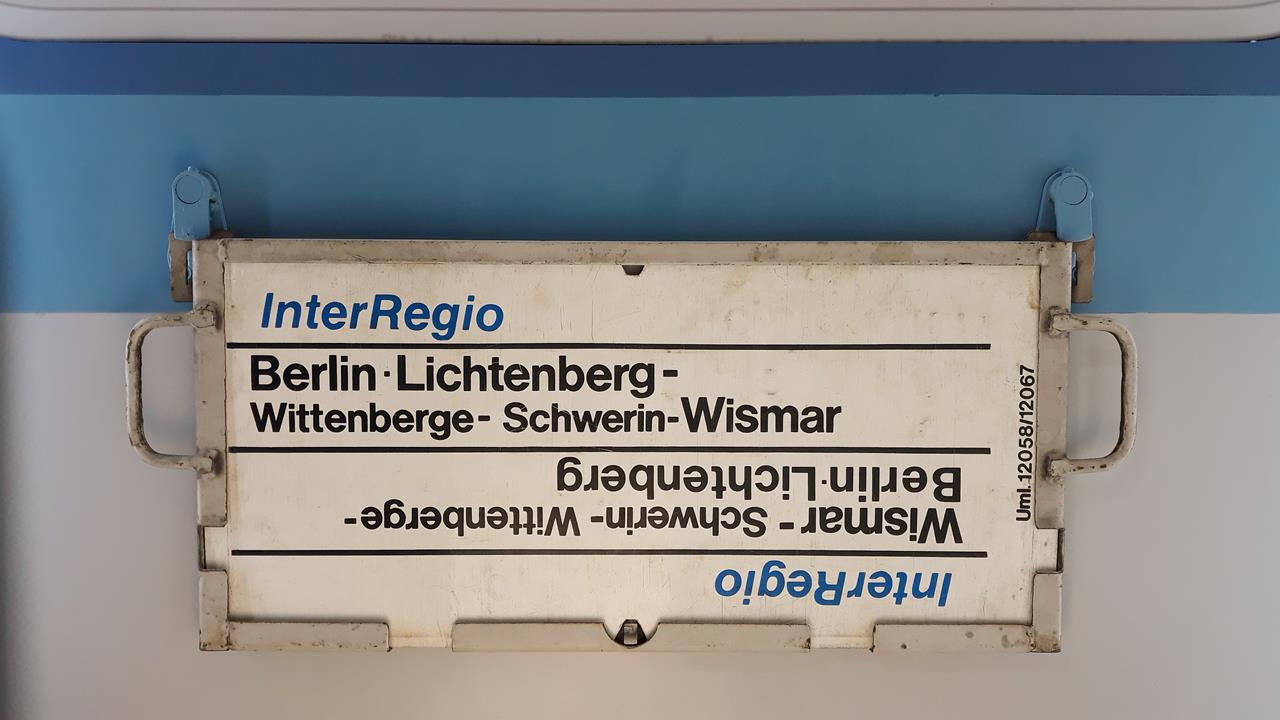 InterRegio
Berlin·Lichtenberg-
Wittenberge- Schwerin-Wismar
Uml. 12058/12067
InterRegio
Wismar- Schwerin- Wittenberge-
Berlin·Lichtenberg